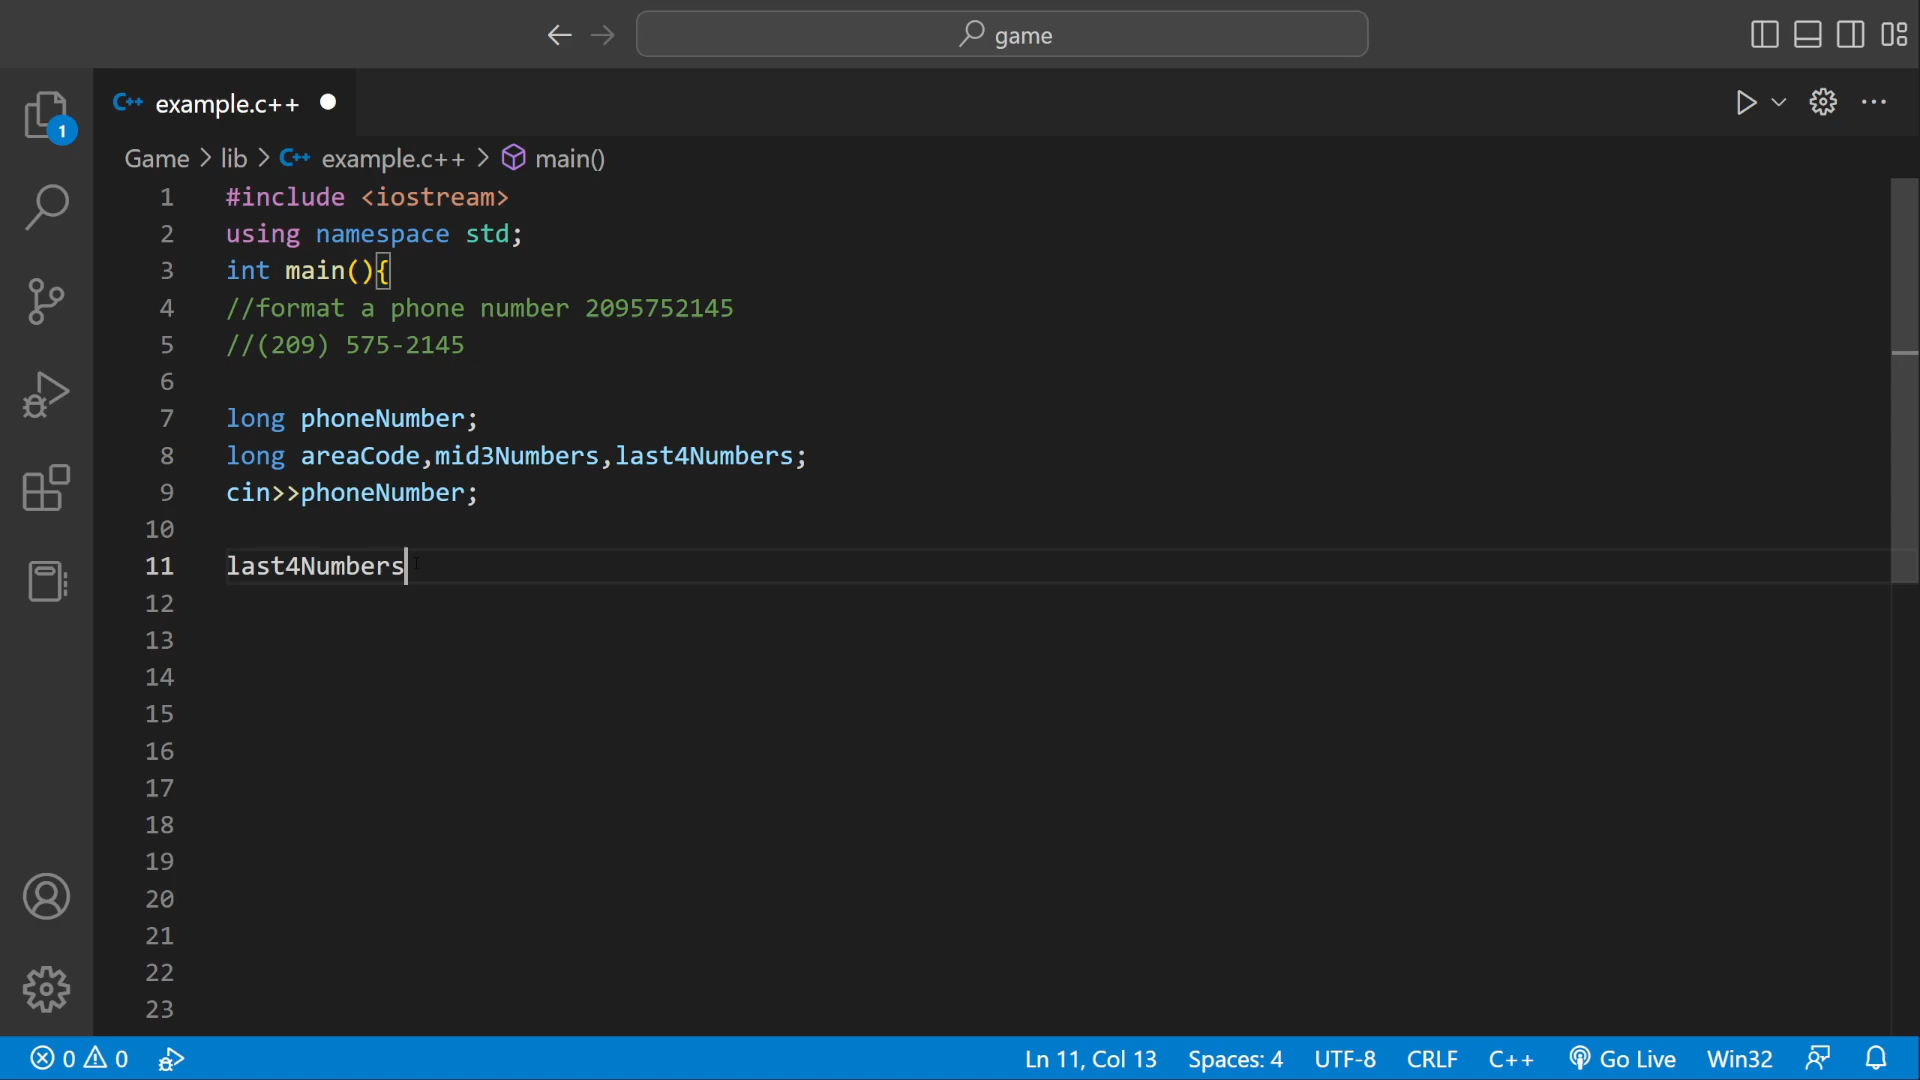 game
C++ example.c++
Game > lib > C++ example.c++ > main()
1 #include <iostream>
2 using namespace std;
3 int main(){
4 //format a phone number 2095752145
5 //(209) 575-2145
6
7 long phoneNumber;
8 long areaCode,mid3Numbers,last4Numbers;
9 cin>>phoneNumber;
10
11 last4Numbers
12
13
14
15
16
17
18
19
20
21
22
23
1
0 0 Ln 11, Col 13 Spaces: 4 UTF-8 CRLF C++ Go Live Win32